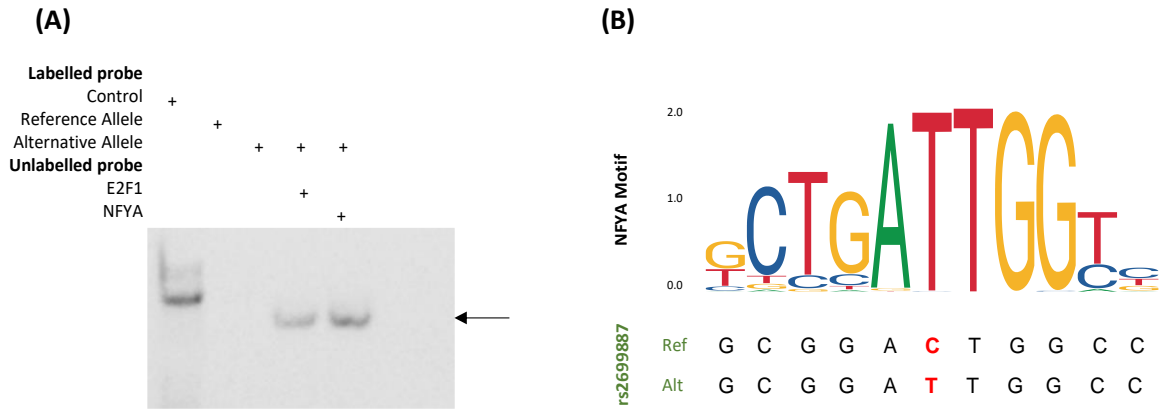 (A)
Labelled probe
Control +
Reference Allele +
Alternative Allele + + +
Unlabelled probe
E2F1 +
NFYA +
(B)
2.0
1.0
0.0
NFYA Motif
rs2699887
Ref G C G G A C T G G C C
Alt G C G G A T T G G C C